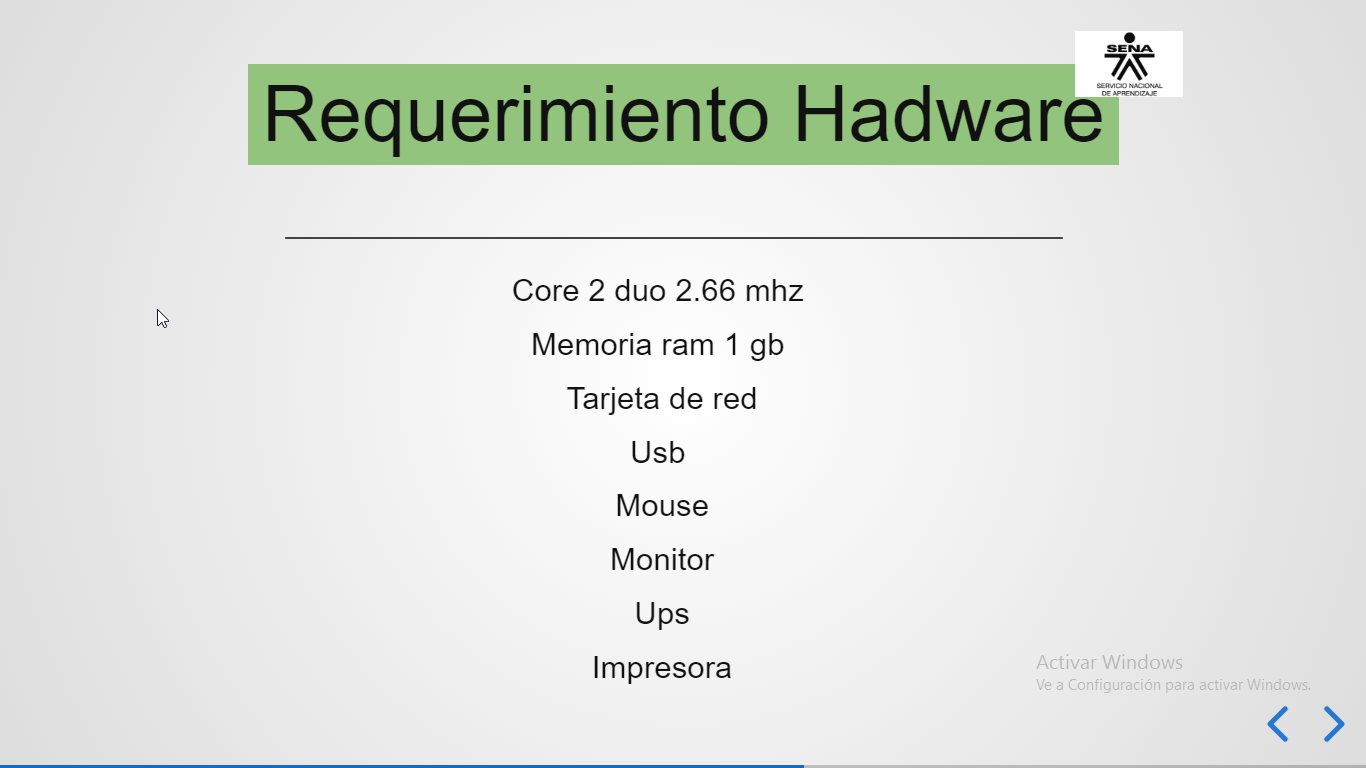 SENA
SERVICIO NACIONAL
DE APRENDIZAJE
Requerimiento Hadware
Core 2 duo 2.66 mhz
Memoria ram 1 gb
Tarjeta de red
Usb
Mouse
Monitor
Ups
Impresora
Activar Windows
Ve a Configuración para activar Windows.